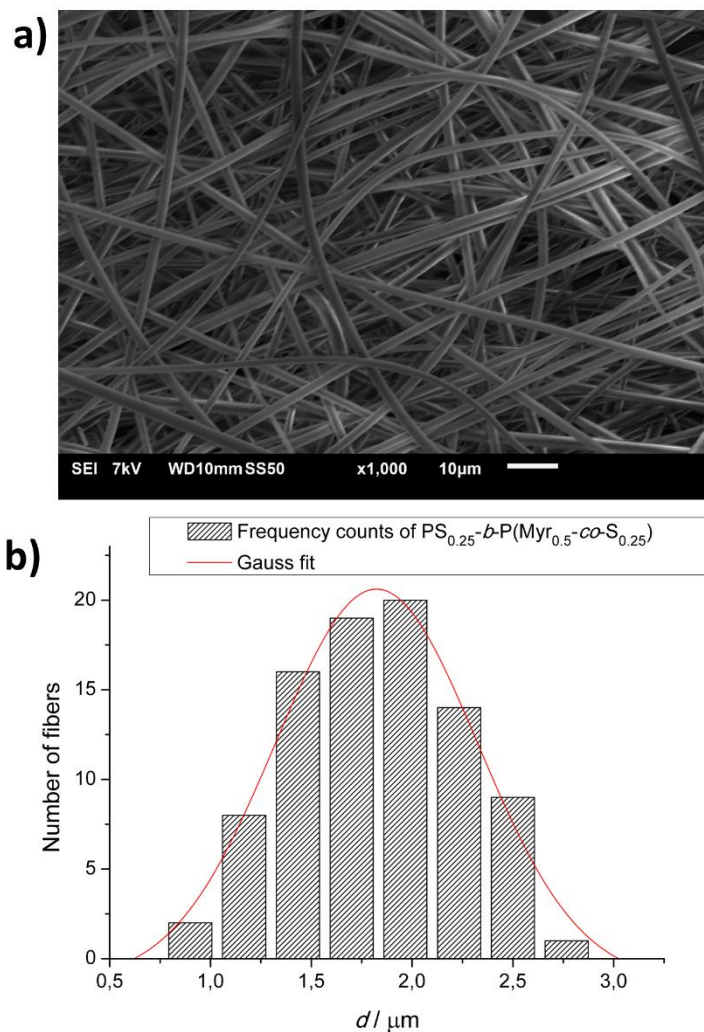 a)
SEI 7kV WD10mm SS50 x1,000 10µm
b)
Frequency counts of PS0.25-b-P(Myr0.5-co-S0.25)
Gauss fit
20
15
10
5
0
Number of fibers
0,5 1,0 1,5 2,0 2,5 3,0
d / µm